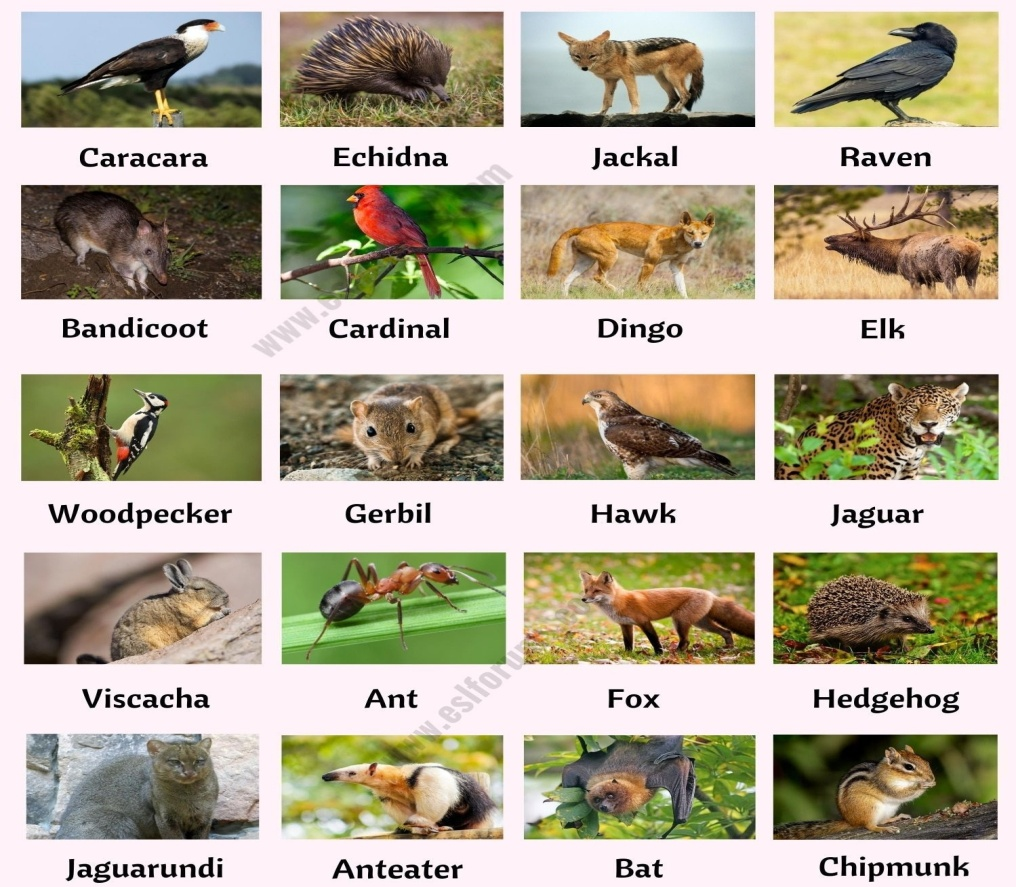 Caracara Echidna Jackal Raven
Bandicoot Cardinal Dingo Elk
Woodpecker Gerbil Hawk Jaguar
Viscacha Ant Fox Hedgehog
Jaguarundi Anteater Bat Chipmunk